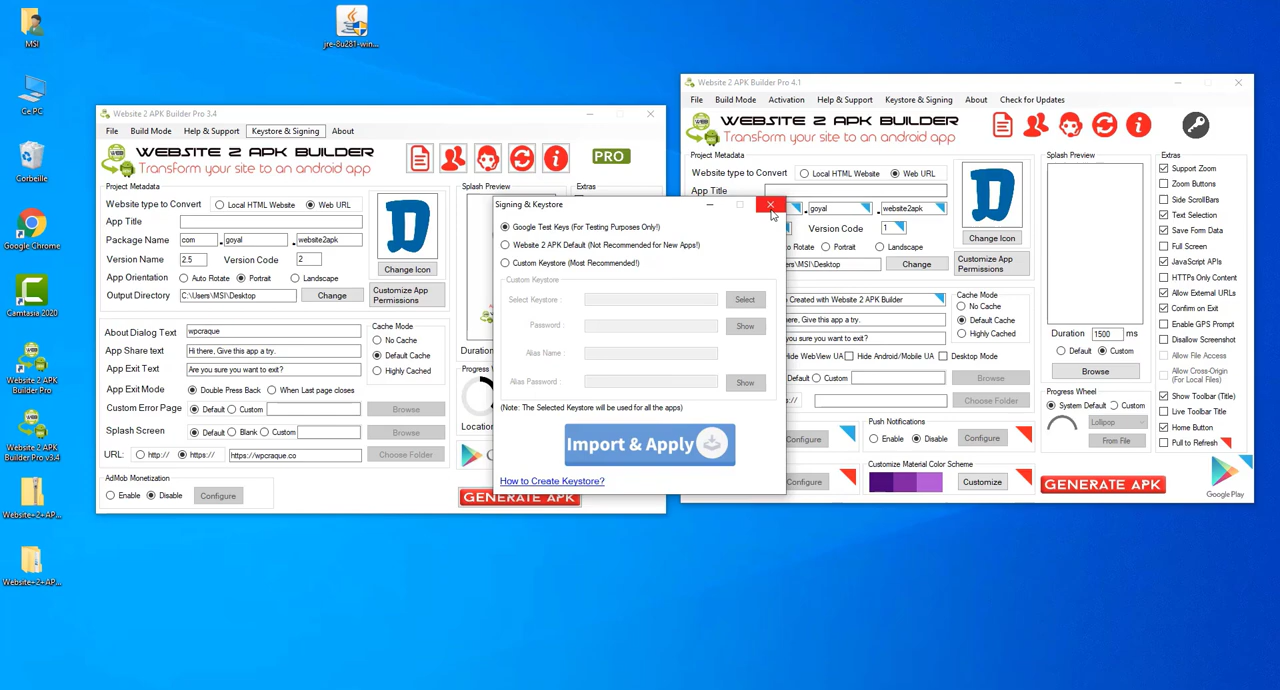 MSI
Ce PC
Corbeille
Google Chrome
Camtasia 2020
Website 2 APK
Builder Pro
Website 2 APK
Builder Pro v3.4
Website+2+AP...
Website+2+AP...
jre-8u281-win...
Website 2 APK Builder Pro 3.4
File Build Mode Help & Support Keystore & Signing About
WEBSITE 2 APK BUILDER
Transform your site to an android app
PRO
Project Metadata
Website type to Convert Local HTML Website Web URL
App Title
Package Name com . goyal . website2apk
Version Name 2.5 Version Code 2
App Orientation Auto Rotate Portrait Landscape
Output Directory C:\Users\MSI\Desktop Change
Change Icon
Customize App
Permissions
Splash Preview
Extras
About Dialog Text wpcraque
App Share text Hi there, Give this app a try.
App Exit Text Are you sure you want to exit?
App Exit Mode Double Press Back When Last page closes
Custom Error Page Default Custom Browse
Splash Screen Default Blank Custom Browse
URL: http:// https:// https://wpcraque.co Choose Folder
Cache Mode
No Cache
Default Cache
Highly Cached
AdMob Monetization
Enable Disable Configure
GENERATE APK
Signing & Keystore
Google Test Keys (For Testing Purposes Only!)
Website 2 APK Default (Not Recommended for New Apps!)
Custom Keystore (Most Recommended!)
Custom Keystore
Select Keystore : Select
Password : Show
Alias Name :
Alias Password : Show
(Note: The Selected Keystore will be used for all the apps)
Import & Apply
How to Create Keystore?
Website 2 APK Builder Pro 4.1
File Build Mode Activation Help & Support Keystore & Signing About Check for Updates
WEBSITE 2 APK BUILDER
Transform your site to an android app
Project Metadata
Website type to Convert Local HTML Website Web URL
App Title
. goyal . website2apk
Version Code 1
Portrait Landscape
\MSI\Desktop Change
Change Icon
Customize App
Permissions
Created with Website 2 APK Builder
Give this app a try.
you sure you want to exit?
Hide WebView UA Hide Android/Mobile UA Desktop Mode
Default Custom Browse
Choose Folder
Cache Mode
No Cache
Default Cache
Highly Cached
Configure
Push Notifications
Enable Disable Configure
Configure
Customize Material Color Scheme
Customize
Splash Preview
Duration 1500 ms
Default Custom
Browse
Progress Wheel
System Default Custom
Lollipop
From File
GENERATE APK
Google Play
Extras
Support Zoom
Zoom Buttons
Side ScrollBars
Text Selection
Save Form Data
Full Screen
JavaScript APIs
HTTPs Only Content
Allow External URLs
Confirm on Exit
Enable GPS Prompt
Disallow Screenshot
Allow File Access
Allow Cross-Origin
(For Local Files)
Show Toolbar (Title)
Live Toolbar Title
Home Button
Pull to Refresh